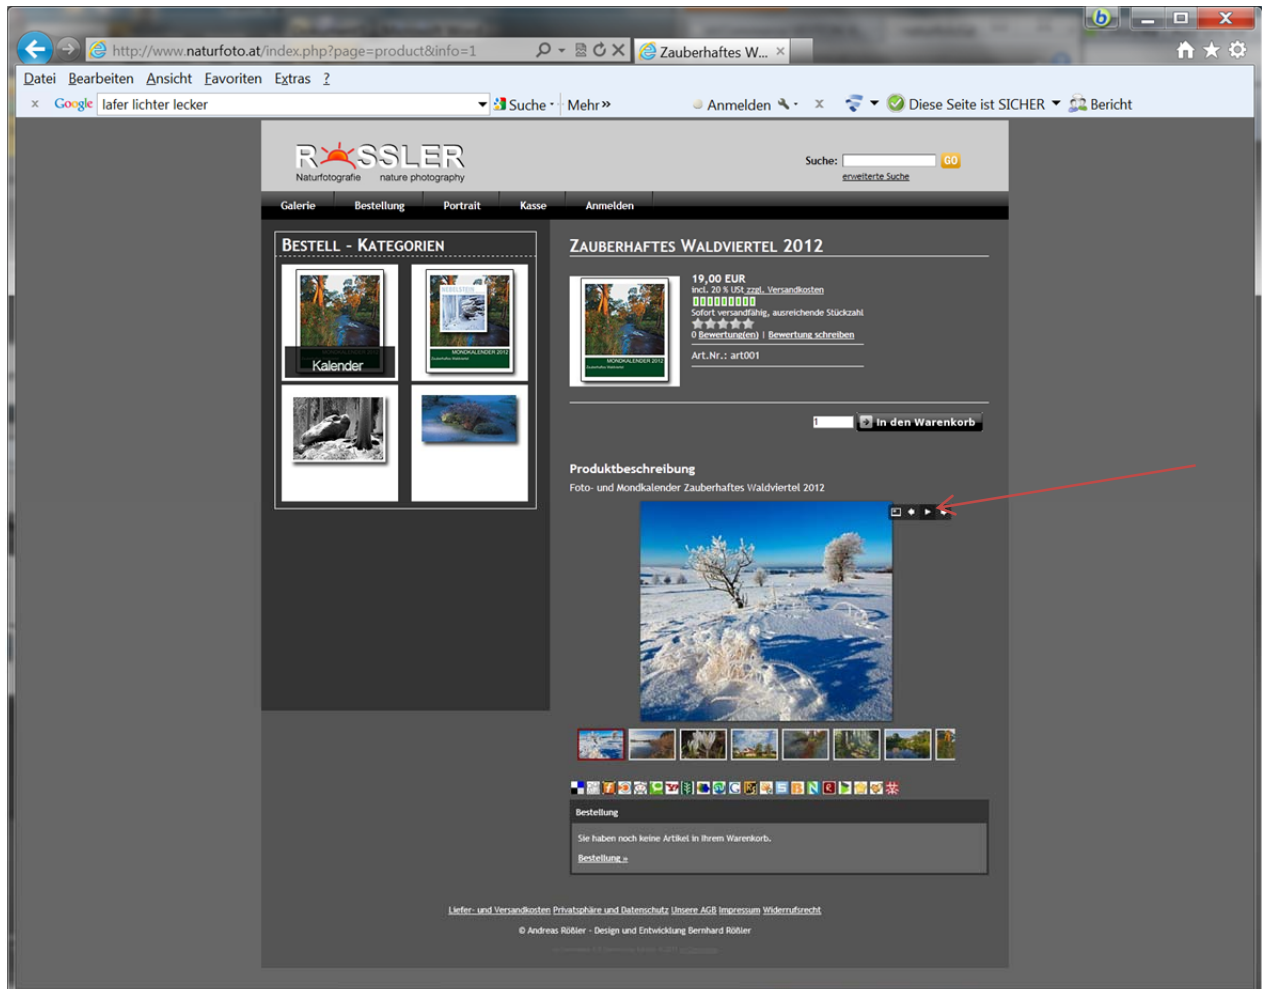 http://www.naturfoto.at/index.php?page=product&info=1
Zauberhaftes W...
Datei Bearbeiten Ansicht Favoriten Extras ?
Google lafer lichter lecker Suche Mehr» Anmelden Diese Seite ist SICHER Bericht
RÖSSLER
Naturfotografie nature photography
Suche: GO
erweiterte Suche
Galerie Bestellung Portrait Kasse Anmelden
BESTELL - KATEGORIEN
NEBELSTEIN
MONDKALENDER 2012
Kalender
ZAUBERHAFTES WALDVIERTEL 2012
19,00 EUR
incl. 20 % USt zzgl. Versandkosten
Sofort versandfähig, ausreichende Stückzahl
0 Bewertung(en) | Bewertung schreiben
Art.Nr.: art001
MONDKALENDER 2012
1 In den Warenkorb
Produktbeschreibung
Foto- und Mondkalender Zauberhaftes Waldviertel 2012
Bestellung
Sie haben noch keine Artikel in Ihrem Warenkorb.
Bestellung »
Liefer- und Versandkosten Privatsphäre und Datenschutz Unsere AGB Impressum Widerrufsrecht
© Andreas Rößler - Design und Entwicklung Bernhard Rößler